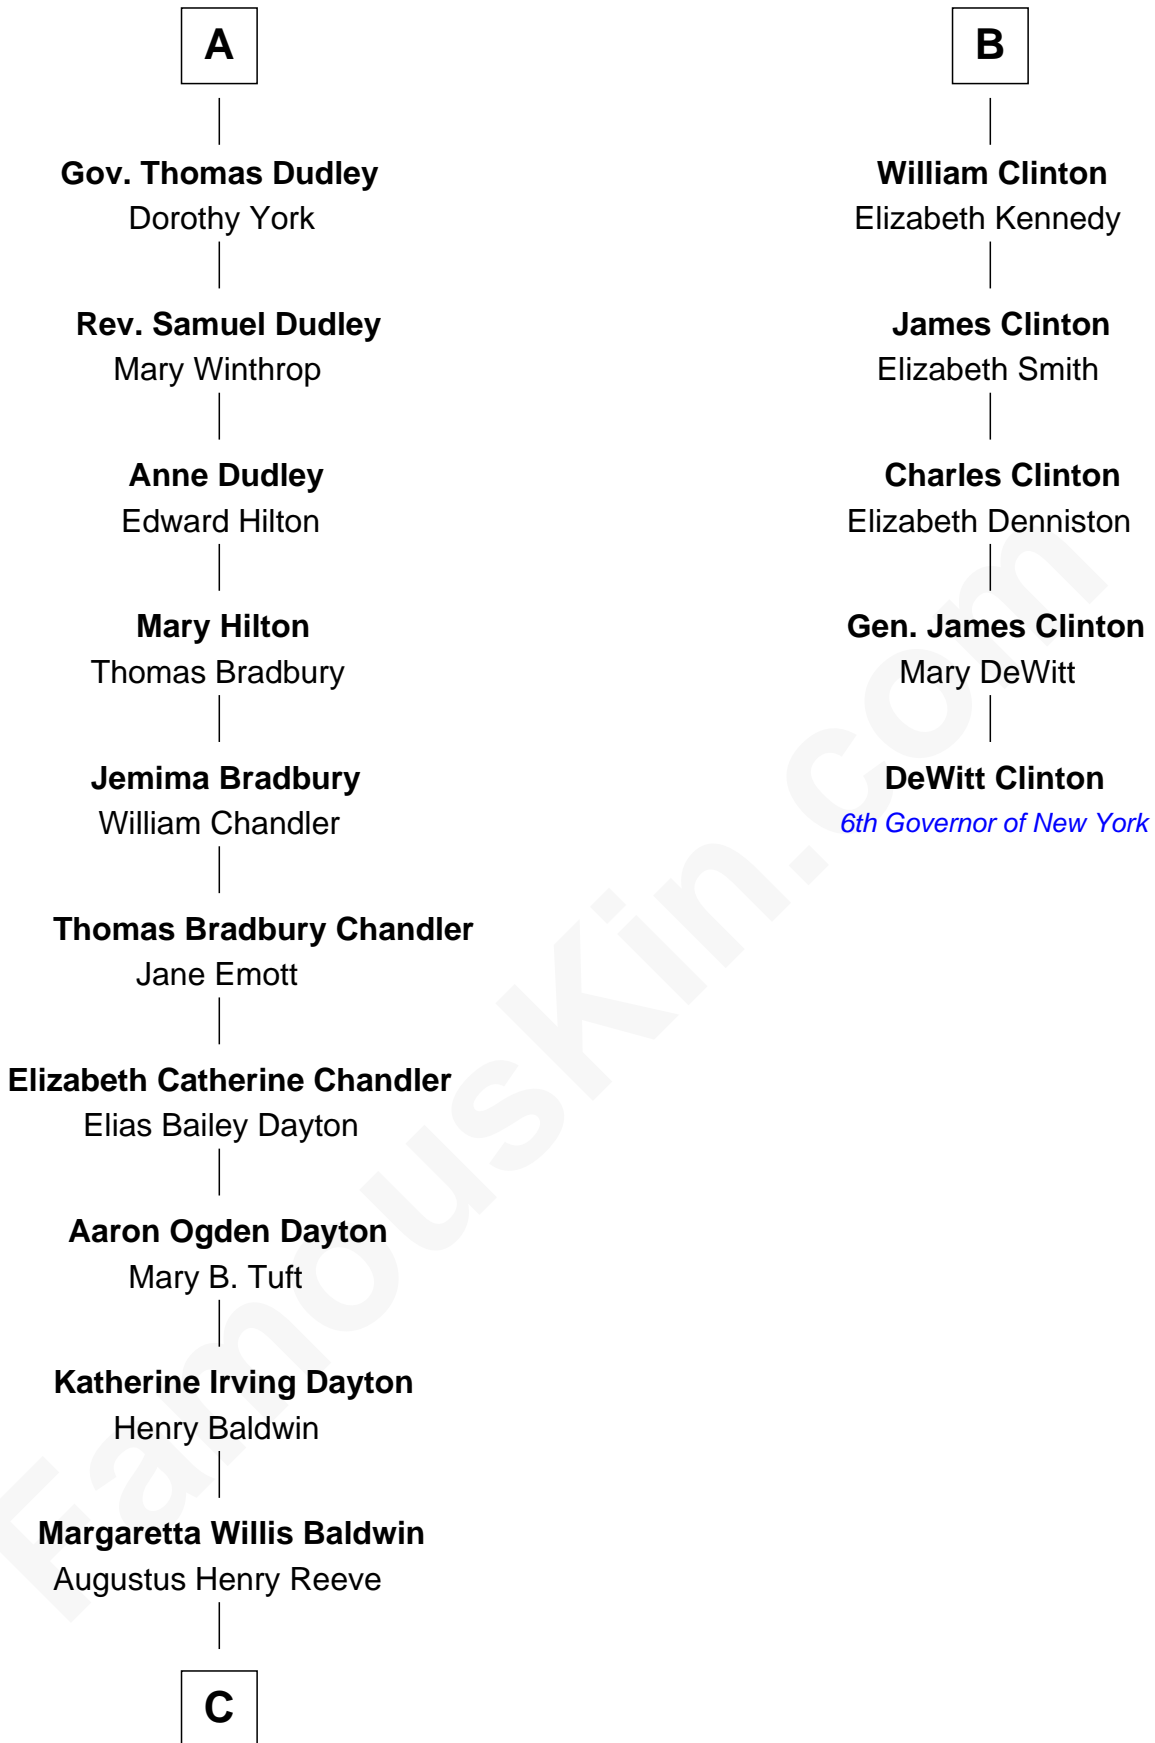 A
Gov. Thomas Dudley
Dorothy York
Rev. Samuel Dudley
Mary Winthrop
Anne Dudley
Edward Hilton
Mary Hilton
Thomas Bradbury
Jemima Bradbury
William Chandler
Thomas Bradbury Chandler
Jane Emott
Elizabeth Catherine Chandler
Elias Bailey Dayton
Aaron Ogden Dayton
Mary B. Tuft
Katherine Irving Dayton
Henry Baldwin
Margaretta Willis Baldwin
Augustus Henry Reeve
C
B
William Clinton
Elizabeth Kennedy
James Clinton
Elizabeth Smith
Charles Clinton
Elizabeth Denniston
Gen. James Clinton
Mary DeWitt
DeWitt Clinton
6th Governor of New York
FamousKin.com